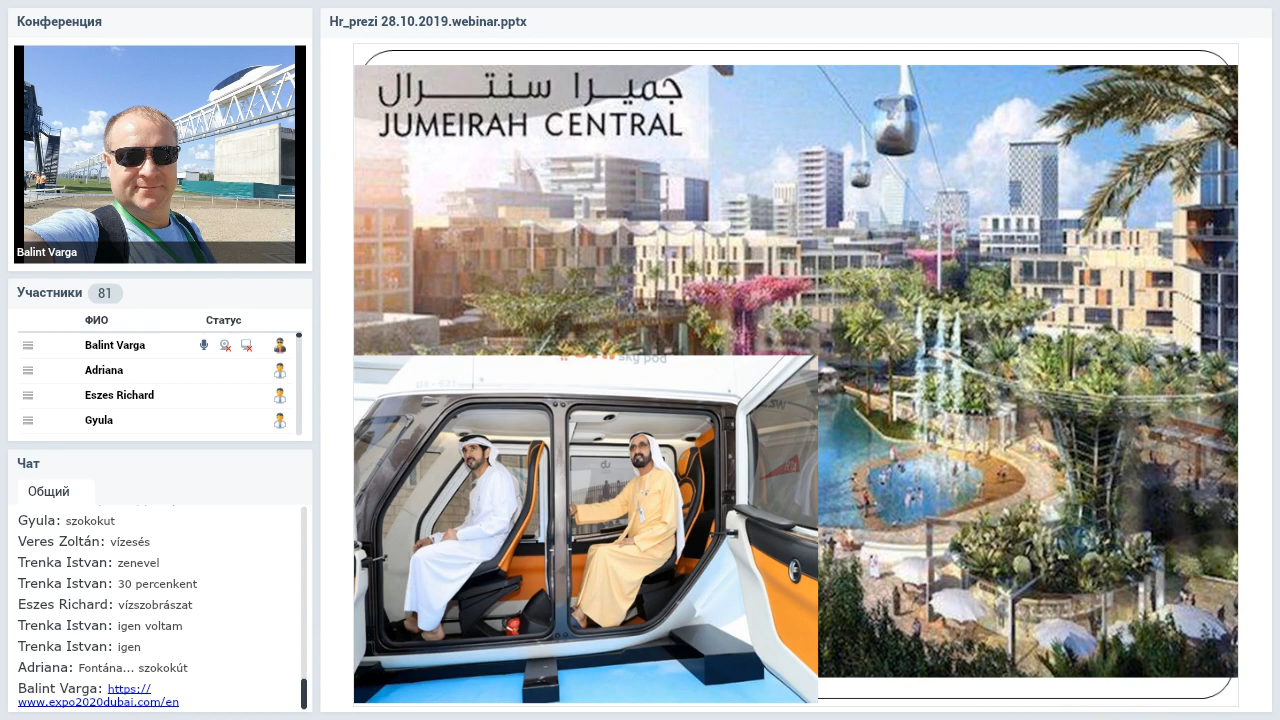 Конференция
Balint Varga
Участники 81
ФИО Статус
Balint Varga
Adriana
Eszes Richard
Gyula
Чат
Общий
Gyula: szokokut
Veres Zoltán: vízesés
Trenka Istvan: zenevel
Trenka Istvan: 30 percenkent
Eszes Richard: vízszobrászat
Trenka Istvan: igen voltam
Trenka Istvan: igen
Adriana: Fontána... szokokút
Balint Varga: https://
www.expo2020dubai.com/en
Hr_prezi 28.10.2019.webinar.pptx
جميرا سنترال
JUMEIRAH CENTRAL
sky pod